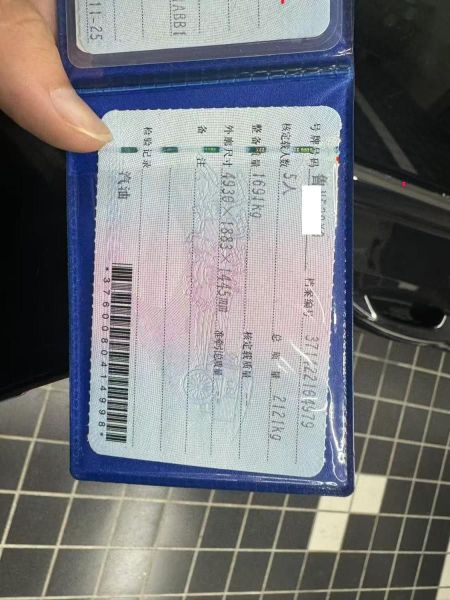 11-25
ABB1
号牌号码 鲁
档案编号
核定载人数 5人
总质量 2121kg
整备质量 1691kg
核定载质量
外廓尺寸 4930×1883×1445mm
准牵引总质量
备注
检验记录
汽油
*3760080414998*